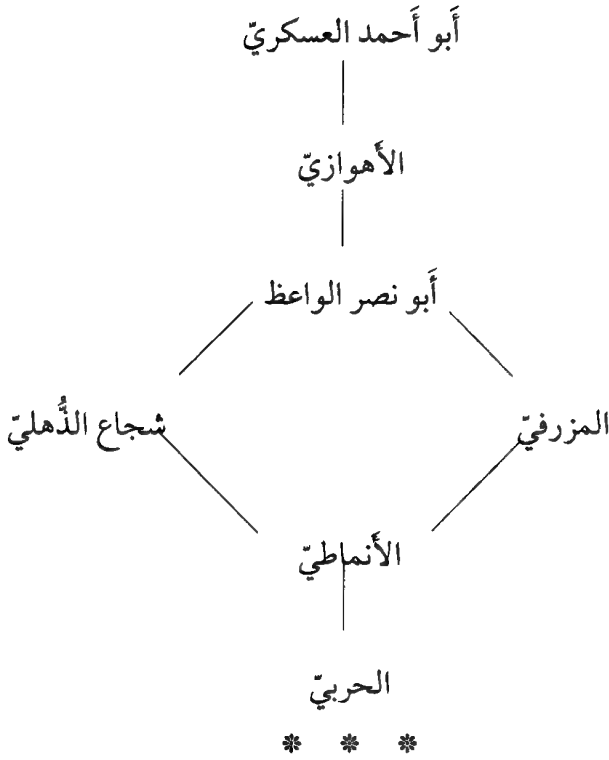 أَبو أَحمد العسكريّ
الأَهوازيّ
أَبو نصر الواعظ
المزرفيّ
شجاع الذُّهليّ
الأَنماطيّ
الحربيّ